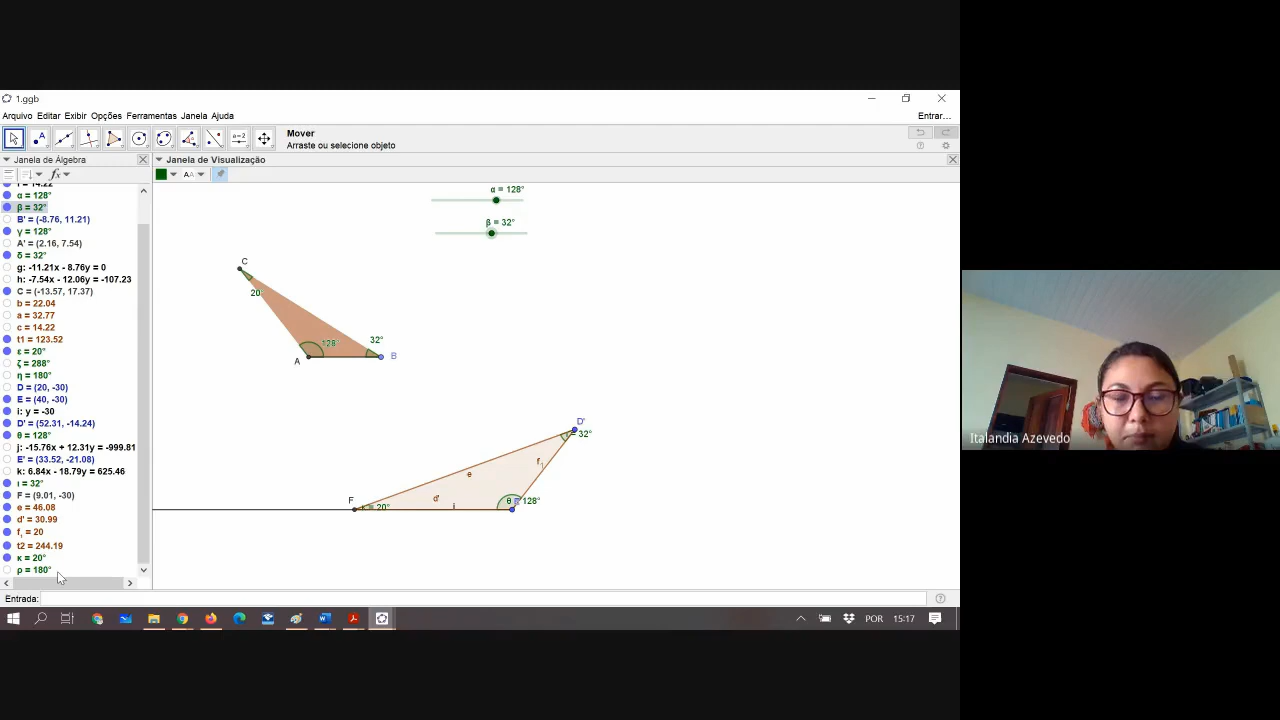 1.ggb
Arquivo Editar Exibir Opções Ferramentas Janela Ajuda
Entrar…
Mover
Arraste ou selecione objeto
Janela de Álgebra
Janela de Visualização
α = 128°
β = 32°
B' = (-8.76, 11.21)
γ = 128°
A' = (2.16, 7.54)
δ = 32°
g: -11.21x - 8.76y = 0
h: -7.54x - 12.06y = -107.23
C = (-13.57, 17.37)
b = 22.04
a = 32.77
c = 14.22
t1 = 123.52
ε = 20°
ζ = 288°
η = 180°
D = (20, -30)
E = (40, -30)
i: y = -30
D' = (52.31, -14.24)
θ = 128°
j: -15.76x + 12.31y = -999.81
E' = (33.52, -21.08)
k: 6.84x - 18.79y = 625.46
ι = 32°
F = (9.01, -30)
e = 46.08
d' = 30.99
f₁ = 20
t2 = 244.19
κ = 20°
ρ = 180°
α = 128°
β = 32°
C
20°
128°
32°
A
B
D'
= 32°
f₁
e
d'
F
κ = 20°
i
θ
128°
Entrada:
POR
15:17
Italandia Azevedo